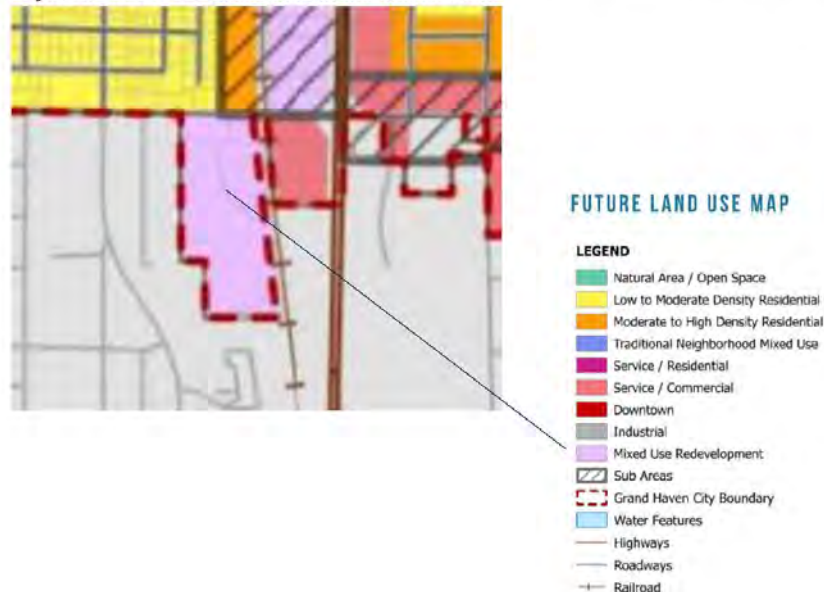 FUTURE LAND USE MAP
LEGEND
Natural Area / Open Space
Low to Moderate Density Residential
Moderate to High Density Residential
Traditional Neighborhood Mixed Use
Service / Residential
Service / Commercial
Downtown
Industrial
Mixed Use Redevelopment
Sub Areas
Grand Haven City Boundary
Water Features
Highways
Roadways
Railroad